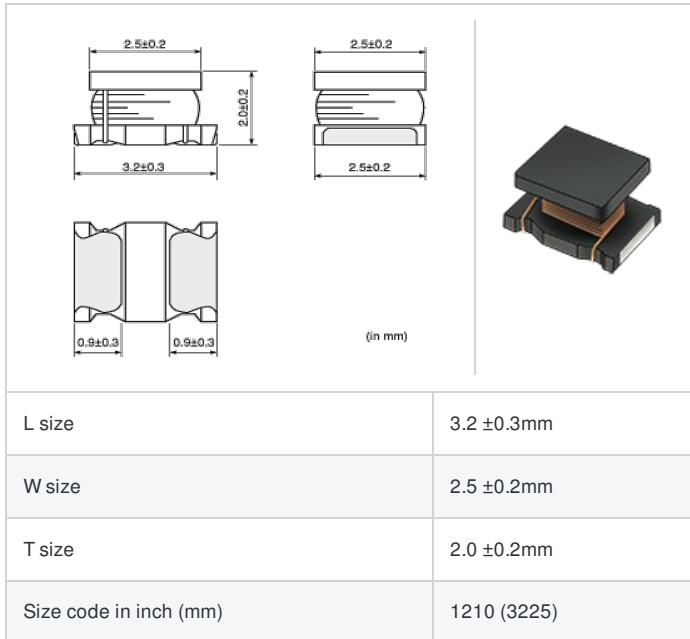 2.5±0.2
2.5±0.2
2.0±0.2
3.2±0.3
2.5±0.2
0.9±0.3
0.9±0.3
(in mm)
L size
3.2 ±0.3mm
W size
2.5 ±0.2mm
T size
2.0 ±0.2mm
Size code in inch (mm)
1210 (3225)